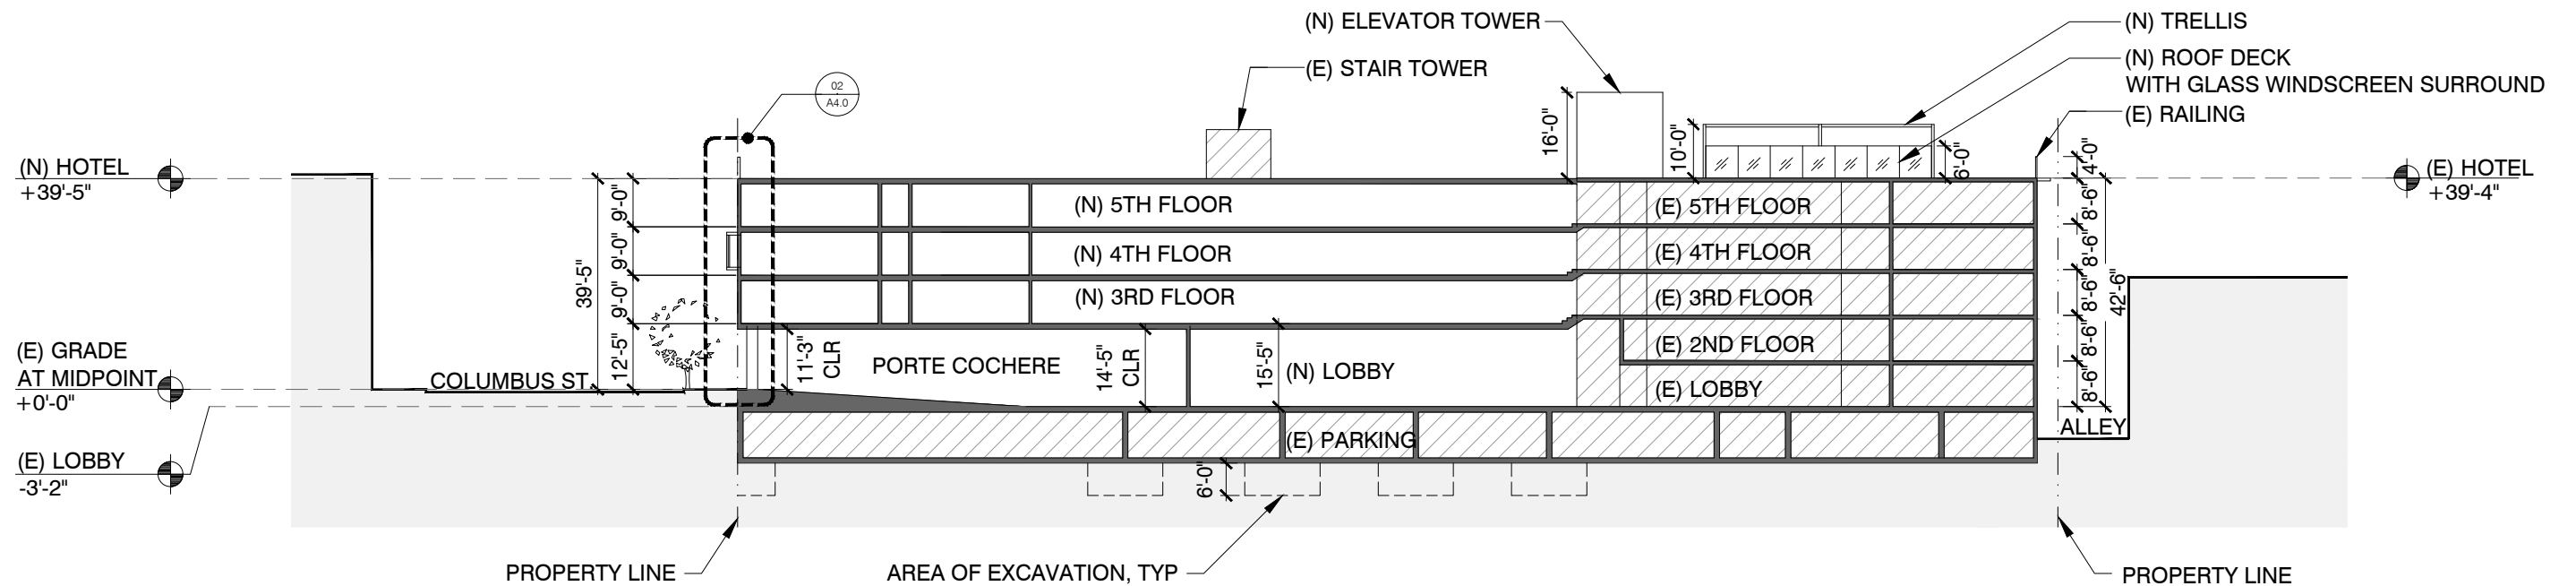 (N) ELEVATOR TOWER
(N) TRELLIS
(E) STAIR TOWER
(N) ROOF DECK
WITH GLASS WINDSCREEN SURROUND
(E) RAILING
02
A4.0
(N) HOTEL
+39'-5"
(E) HOTEL
+39'-4"
16'-0"
10'-0"
6'-0"
4'-0"
39'-5"
9'-0"
9'-0"
9'-0"
12'-5"
(N) 5TH FLOOR
(N) 4TH FLOOR
(N) 3RD FLOOR
(E) 5TH FLOOR
(E) 4TH FLOOR
(E) 3RD FLOOR
(E) 2ND FLOOR
(E) LOBBY
8'-6"
8'-6"
8'-6"
8'-6"
8'-6"
42'-6"
(E) GRADE
AT MIDPOINT
+0'-0"
COLUMBUS ST.
11'-3"
CLR
PORTE COCHERE
14'-5"
CLR
15'-5"
(N) LOBBY
ALLEY
(E) PARKING
(E) LOBBY
-3'-2"
6'-0"
PROPERTY LINE
AREA OF EXCAVATION, TYP
PROPERTY LINE